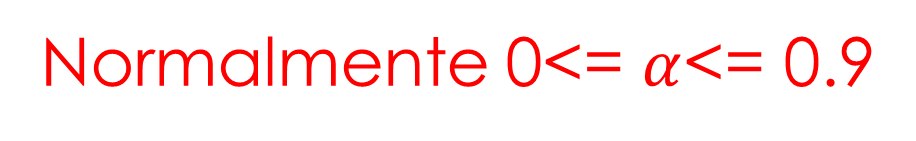 Normalmente 0<= α<= 0.9